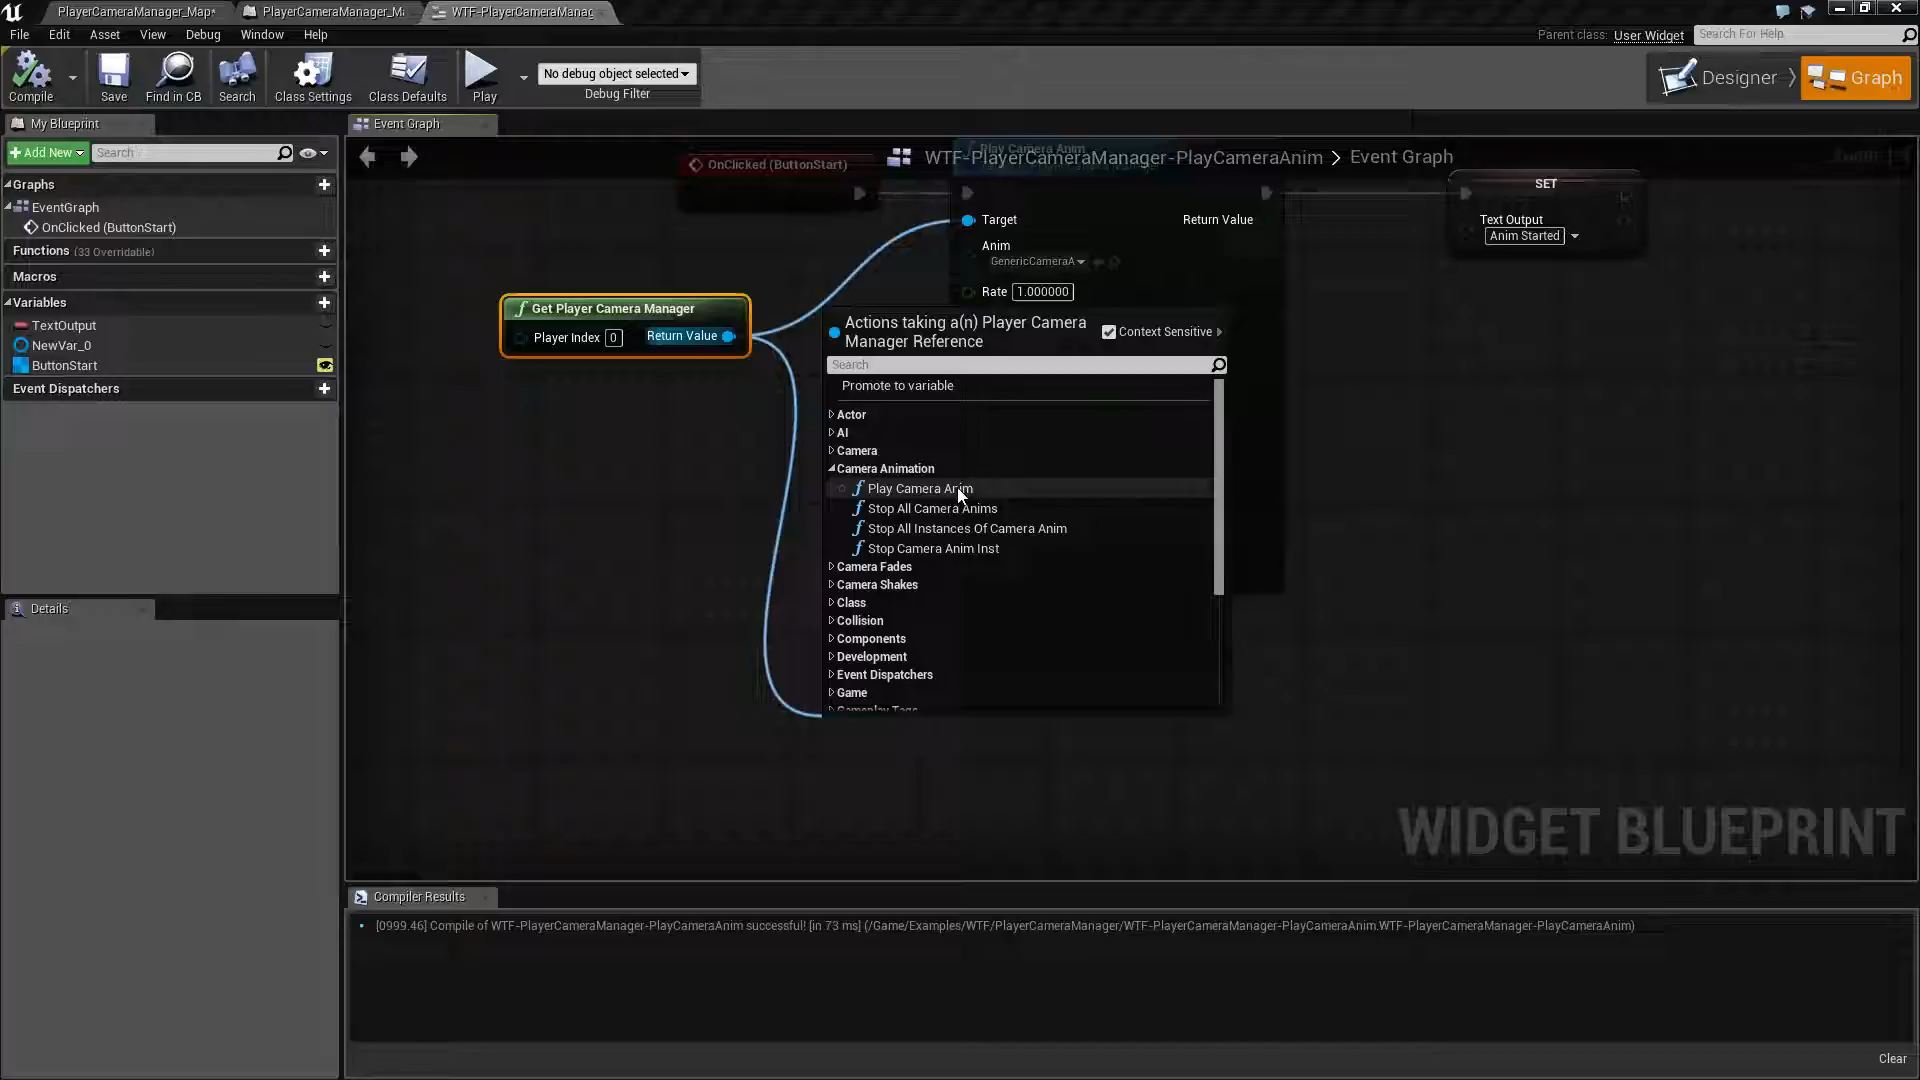 PlayerCameraManager_Map*
PlayerCameraManager_Ma
WTF-PlayerCameraManag
File Edit Asset View Debug Window Help
Parent class: User Widget
Search For Help
Compile
Save
Find in CB
Search
Class Settings
Class Defaults
Play
No debug object selected
Debug Filter
Designer
Graph
My Blueprint
Add New
Search
Graphs
EventGraph
OnClicked (ButtonStart)
Functions (33 Overridable)
Macros
Variables
TextOutput
NewVar_0
ButtonStart
Event Dispatchers
Details
Event Graph
WTF-PlayerCameraManager-PlayCameraAnim > Event Graph
OnClicked (ButtonStart)
Play Camera Anim
Target
Return Value
Anim
GenericCameraA
Rate 1.000000
SET
Text Output
Anim Started
Get Player Camera Manager
Player Index 0
Return Value
Actions taking a(n) Player Camera
Manager Reference
Context Sensitive
Search
Promote to variable
Actor
AI
Camera
Camera Animation
Play Camera Anim
Stop All Camera Anims
Stop All Instances Of Camera Anim
Stop Camera Anim Inst
Camera Fades
Camera Shakes
Class
Collision
Components
Development
Event Dispatchers
Game
Gameplay Tags
WIDGET BLUEPRINT
Compiler Results
[0999.46] Compile of WTF-PlayerCameraManager-PlayCameraAnim successful! [in 73 ms] (/Game/Examples/WTF/PlayerCameraManager/WTF-PlayerCameraManager-PlayCameraAnim.WTF-PlayerCameraManager-PlayCameraAnim)
Clear